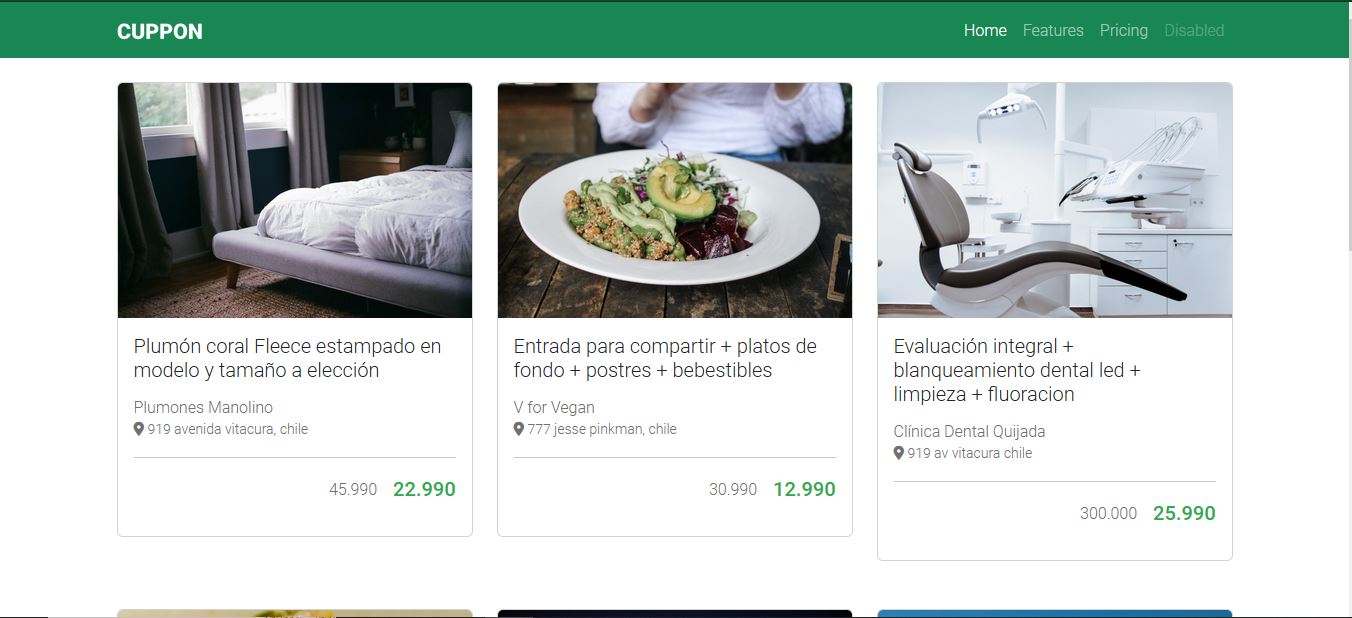 CUPPON
Home Features Pricing Disabled
Plumón coral Fleece estampado en
modelo y tamaño a elección
Plumones Manolino
919 avenida vitacura, chile
45.990 22.990
Entrada para compartir + platos de
fondo + postres + bebestibles
V for Vegan
777 jesse pinkman, chile
30.990 12.990
Evaluación integral +
blanqueamiento dental led +
limpieza + fluoracion
Clínica Dental Quijada
919 av vitacura chile
300.000 25.990